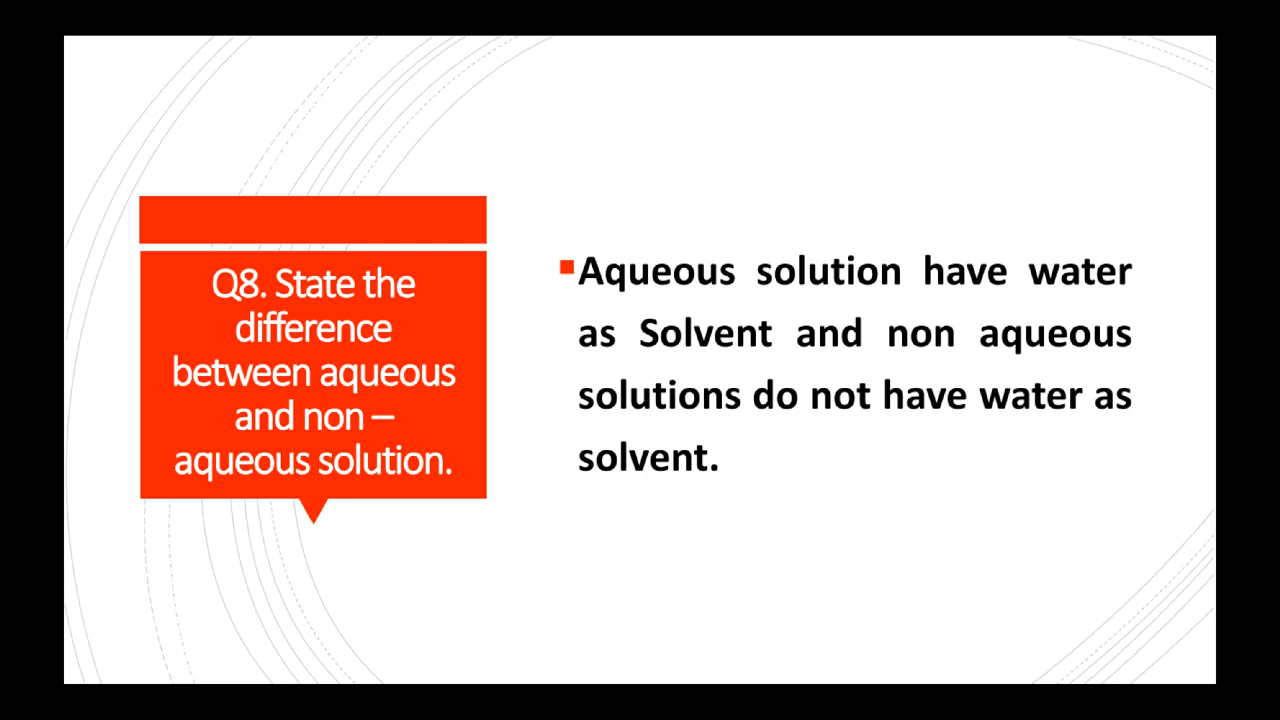 Q8. State the
difference
between aqueous
and non –
aqueous solution.
Aqueous solution have water
as Solvent and non aqueous
solutions do not have water as
solvent.